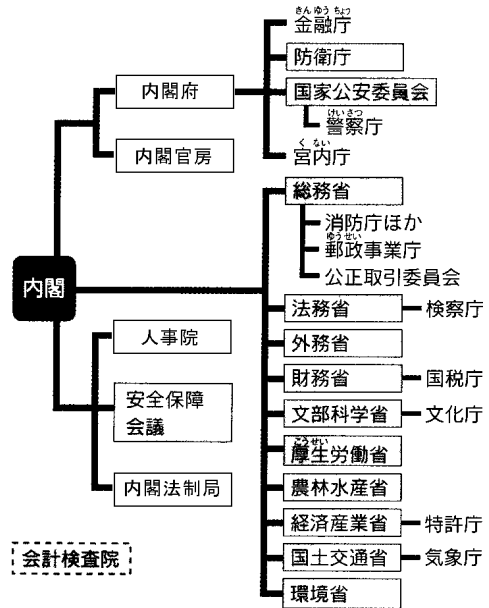 きんゆうちょう
金融庁
防衛庁
内閣府
国家公安委員会
けいさつ
警察庁
内閣官房
くない
宮内庁
総務省
消防庁ほか
ゆうせい
郵政事業庁
公正取引委員会
内閣
法務省
検察庁
人事院
外務省
財務省
国税庁
安全保障
会議
文部科学省
文化庁
こうせい
厚生労働省
内閣法制局
農林水産省
経済産業省
特許庁
会計検査院
国土交通省
気象庁
環境省